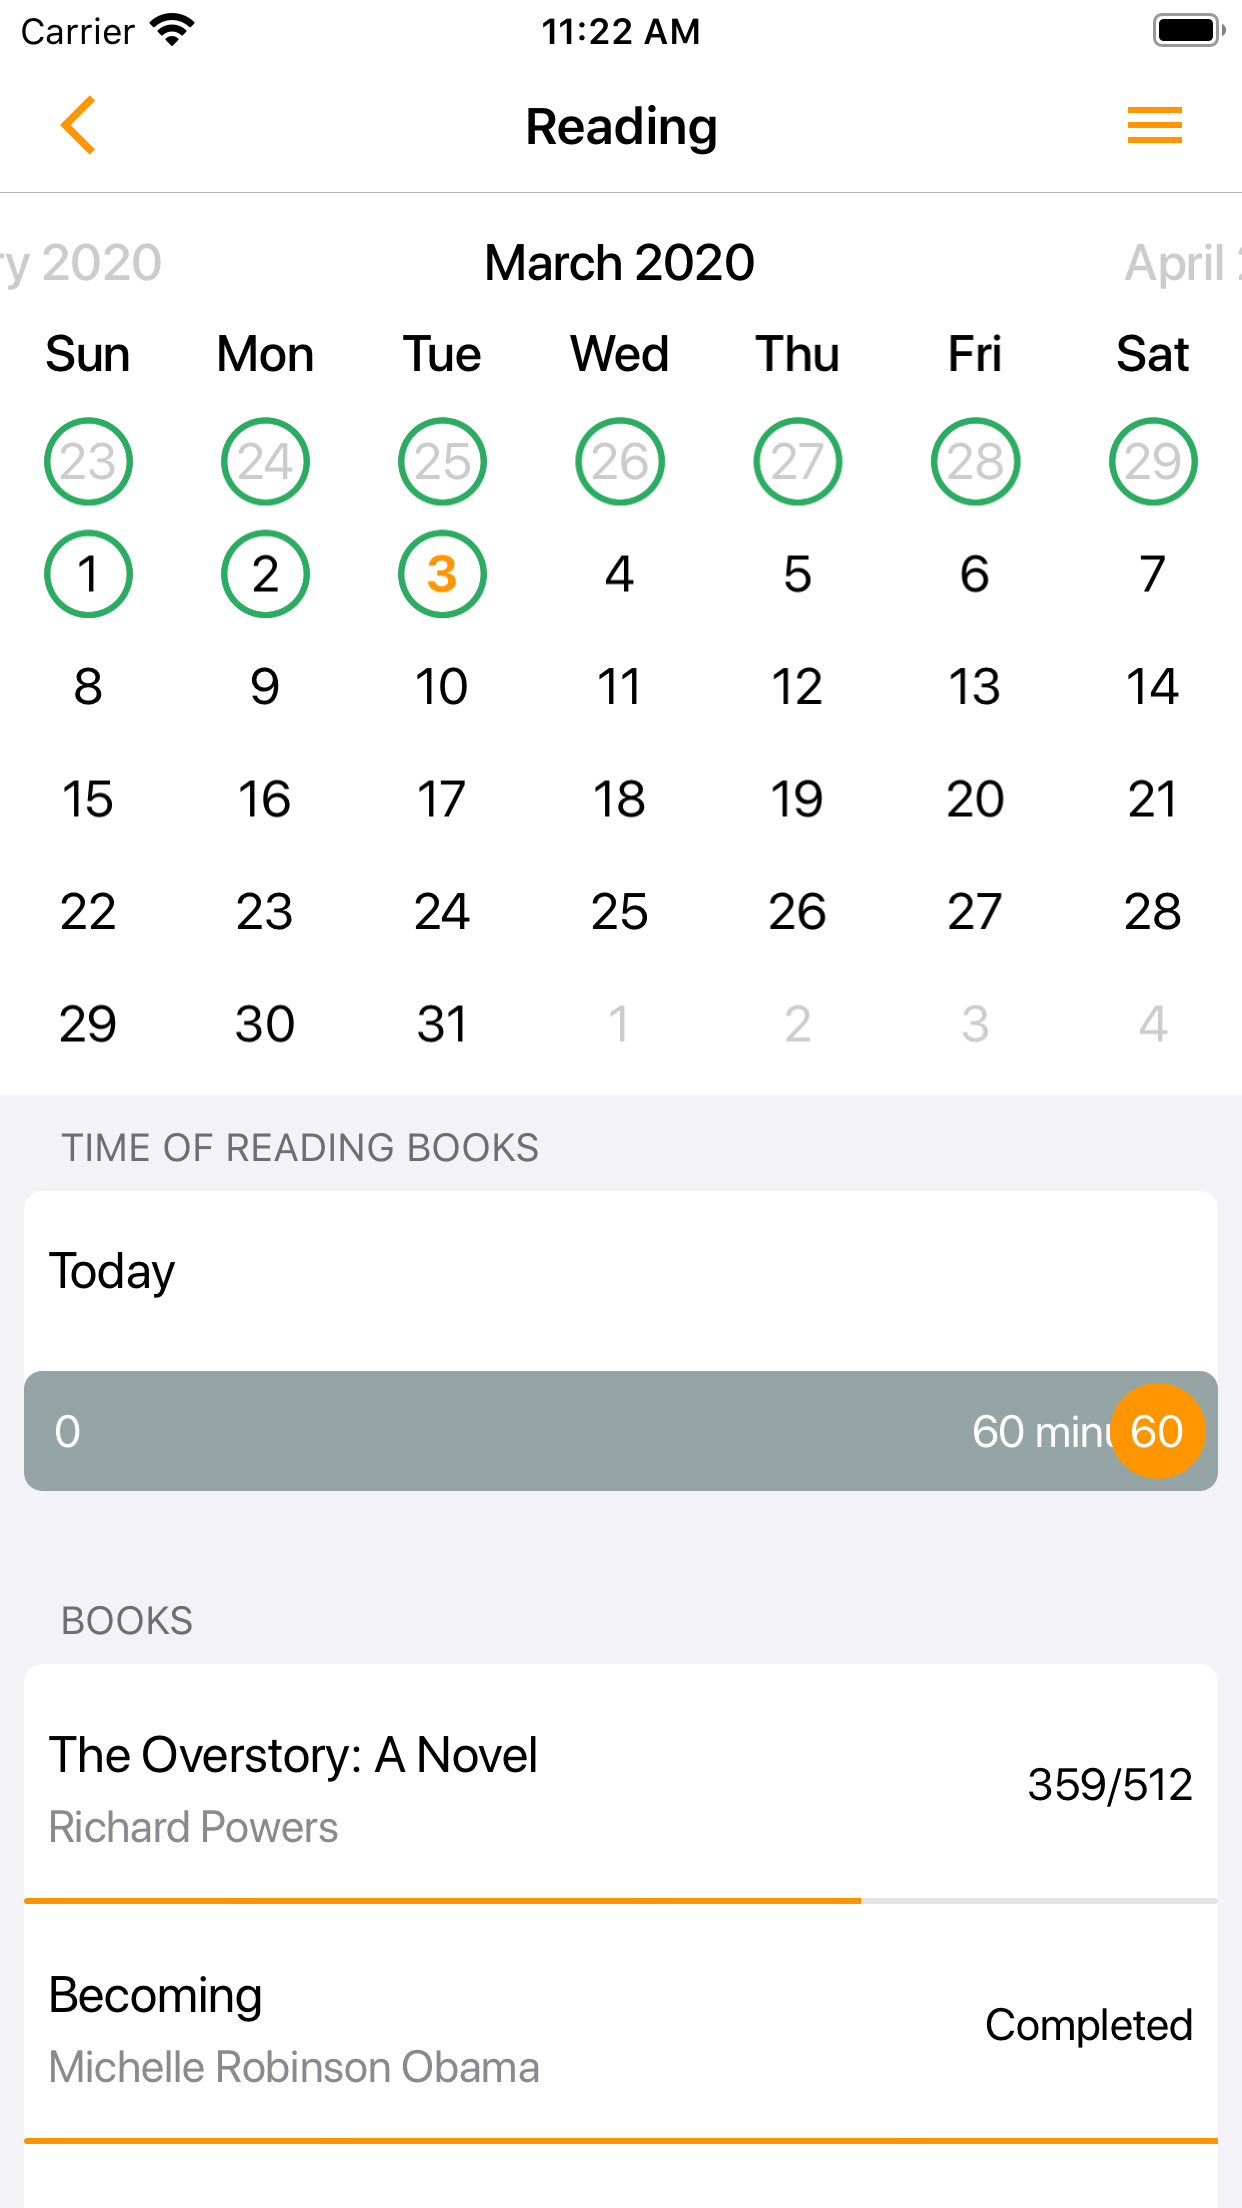 Carrier 11:22 AM
Reading
ry 2020 March 2020 April
Sun Mon Tue Wed Thu Fri Sat
23 24 25 26 27 28 29
1 2 3 4 5 6 7
8 9 10 11 12 13 14
15 16 17 18 19 20 21
22 23 24 25 26 27 28
29 30 31 1 2 3 4
TIME OF READING BOOKS
Today
0 60 minu 60
BOOKS
The Overstory: A Novel
359/512
Richard Powers
Becoming
Completed
Michelle Robinson Obama